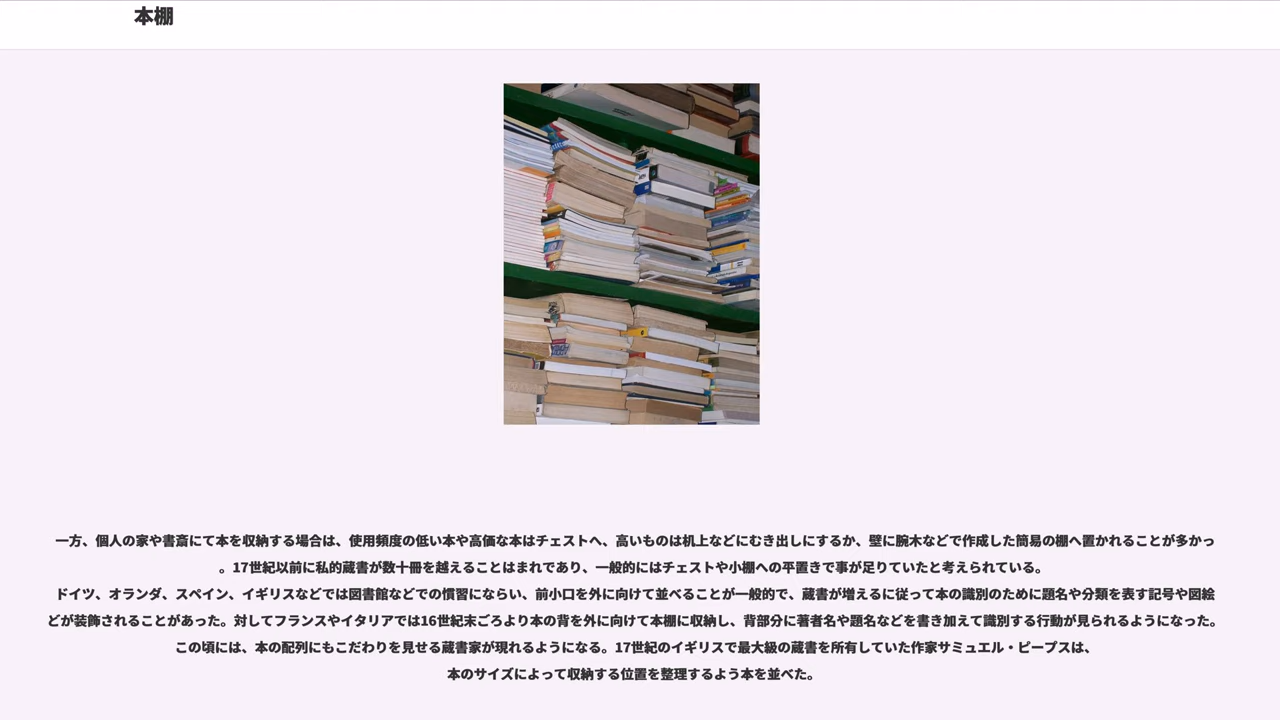 本棚
一方、個人の家や書斎にて本を収納する場合は、使用頻度の低い本や高価な本はチェストへ、高いものは机上などにむき出しにするか、壁に腕木などで作成した簡易の棚へ置かれることが多かっ
。17世紀以前に私的蔵書が数十冊を越えることはまれであり、一般的にはチェストや小棚への平置きで事が足りていたと考えられている。
ドイツ、オランダ、スペイン、イギリスなどでは図書館などでの慣習にならい、前小口を外に向けて並べることが一般的で、蔵書が増えるに従って本の識別のために題名や分類を表す記号や図絵
どが装飾されることがあった。対してフランスやイタリアでは16世紀末ごろより本の背を外に向けて本棚に収納し、背部分に著者名や題名などを書き加えて識別する行動が見られるようになった。
この頃には、本の配列にもこだわりを見せる蔵書家が現れるようになる。17世紀のイギリスで最大級の蔵書を所有していた作家サミュエル・ピープスは、
本のサイズによって収納する位置を整理するよう本を並べた。